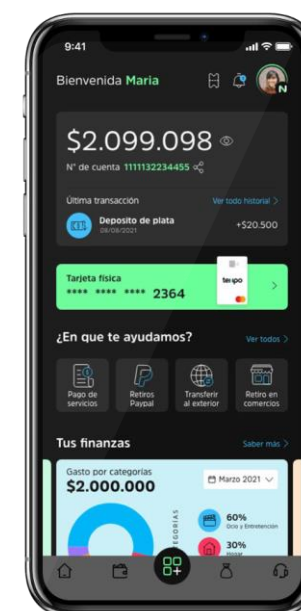 9:41
Bienvenida Maria
N
$2.099.098
N° de cuenta 1111132234455
Última transacción
Ver todo historial >
Deposito de plata
+$20.500
08/08/2021
Tarjeta física
**** **** **** 2364
tenpo
¿En que te ayudamos?
Ver todos >
Pago de
servicios
Retiros
Paypal
Transferir
al exterior
Retiro en
comercios
Tus finanzas
Saber más >
Gasto por categorías
$2.000.000
Marzo 2021
60%
Ocio y Entretención
30%
Hogar